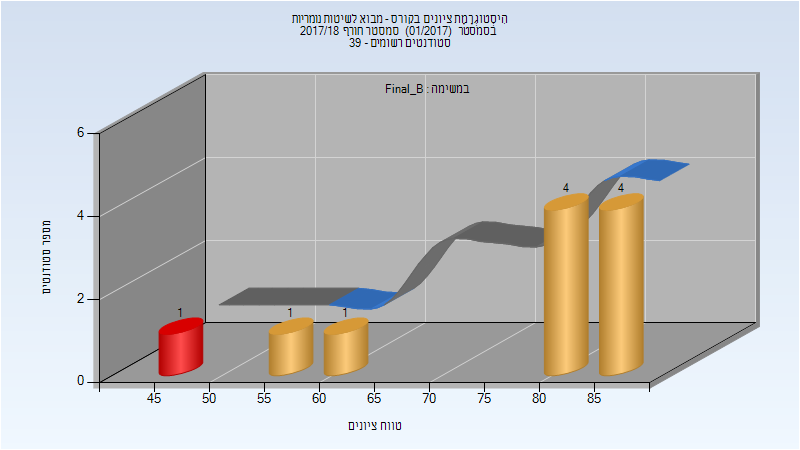 היסטוגרמת ציונים בקורס - מבוא לשיטות נומריות
בסמסטר (01/2017) סמסטר חורף 2017/18
סטודנטים רשומים - 39
במשימה : Final_B
מספר סטודנטים
6
4
2
0
1
1
1
4
4
45 50 55 60 65 70 75 80 85
טווח ציונים